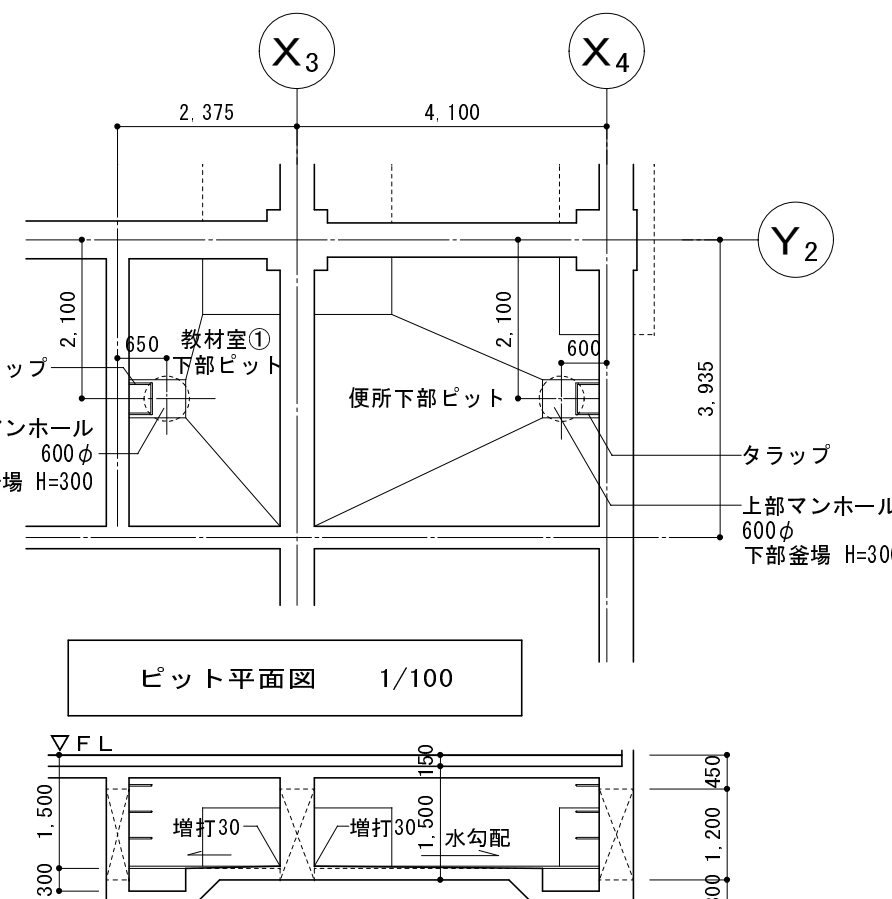 X3
X4
2,375
4,100
Y2
2,100
2,100
650
教材室①
下部ピット
600
ップ
便所下部ピット
3,935
ンホール
600φ
場 H=300
タラップ
上部マンホール
600φ
下部釜場 H=300
ピット平面図 1/100
▽FL
150
450
1,500
増打30
増打30
1,500
水勾配
1,200
300